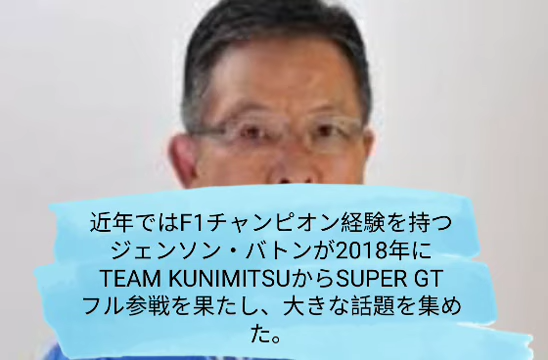 近年ではF1チャンピオン経験を持つ
ジェンソン・バトンが2018年に
TEAM KUNIMITSUからSUPER GT
フル参戦を果たし、大きな話題を集め
た。